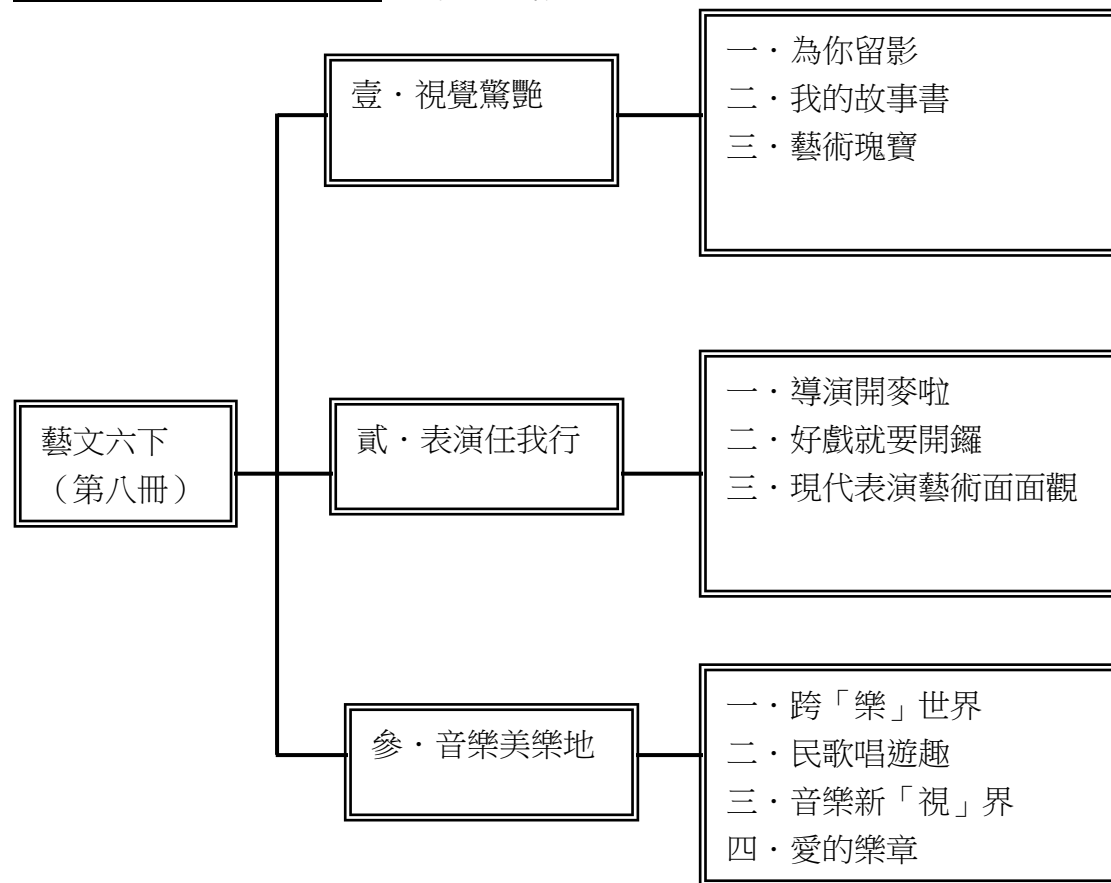 壹．視覺驚艷
一．為你留影
二．我的故事書
三．藝術瑰寶
藝文六下
（第八冊）
貳．表演任我行
一．導演開麥啦
二．好戲就要開鑼
三．現代表演藝術面面觀
參．音樂美樂地
一．跨「樂」世界
二．民歌唱遊趣
三．音樂新「視」界
四．愛的樂章